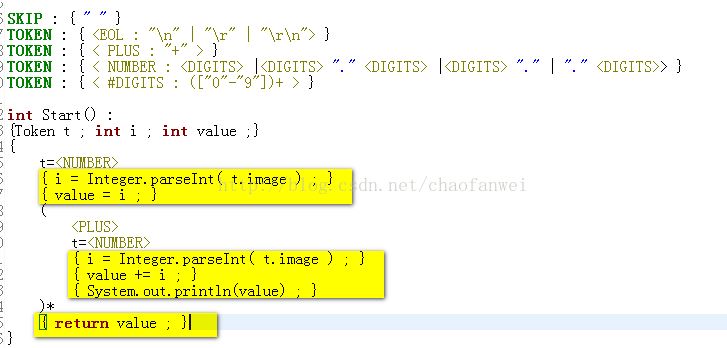 SKIP : { " " }
TOKEN : { <EOL : "\n" | "\r" | "\r\n"> }
TOKEN : { < PLUS : "+" > }
TOKEN : { < NUMBER : <DIGITS> |<DIGITS> "." <DIGITS> |<DIGITS> "." | "." <DIGITS>> }
TOKEN : { < #DIGITS : (["0"-"9"])+ > }
int Start() :
{Token t ; int i ; int value ;}
{
t=<NUMBER>
{ i = Integer.parseInt( t.image ) ; }
http://blog.csdn.net/chaofanwei
{ value = i ; }
(
<PLUS>
t=<NUMBER>
{ i = Integer.parseInt( t.image ) ; }
{ value += i ; }
{ System.out.println(value) ; }
)*
{ return value ; }
}